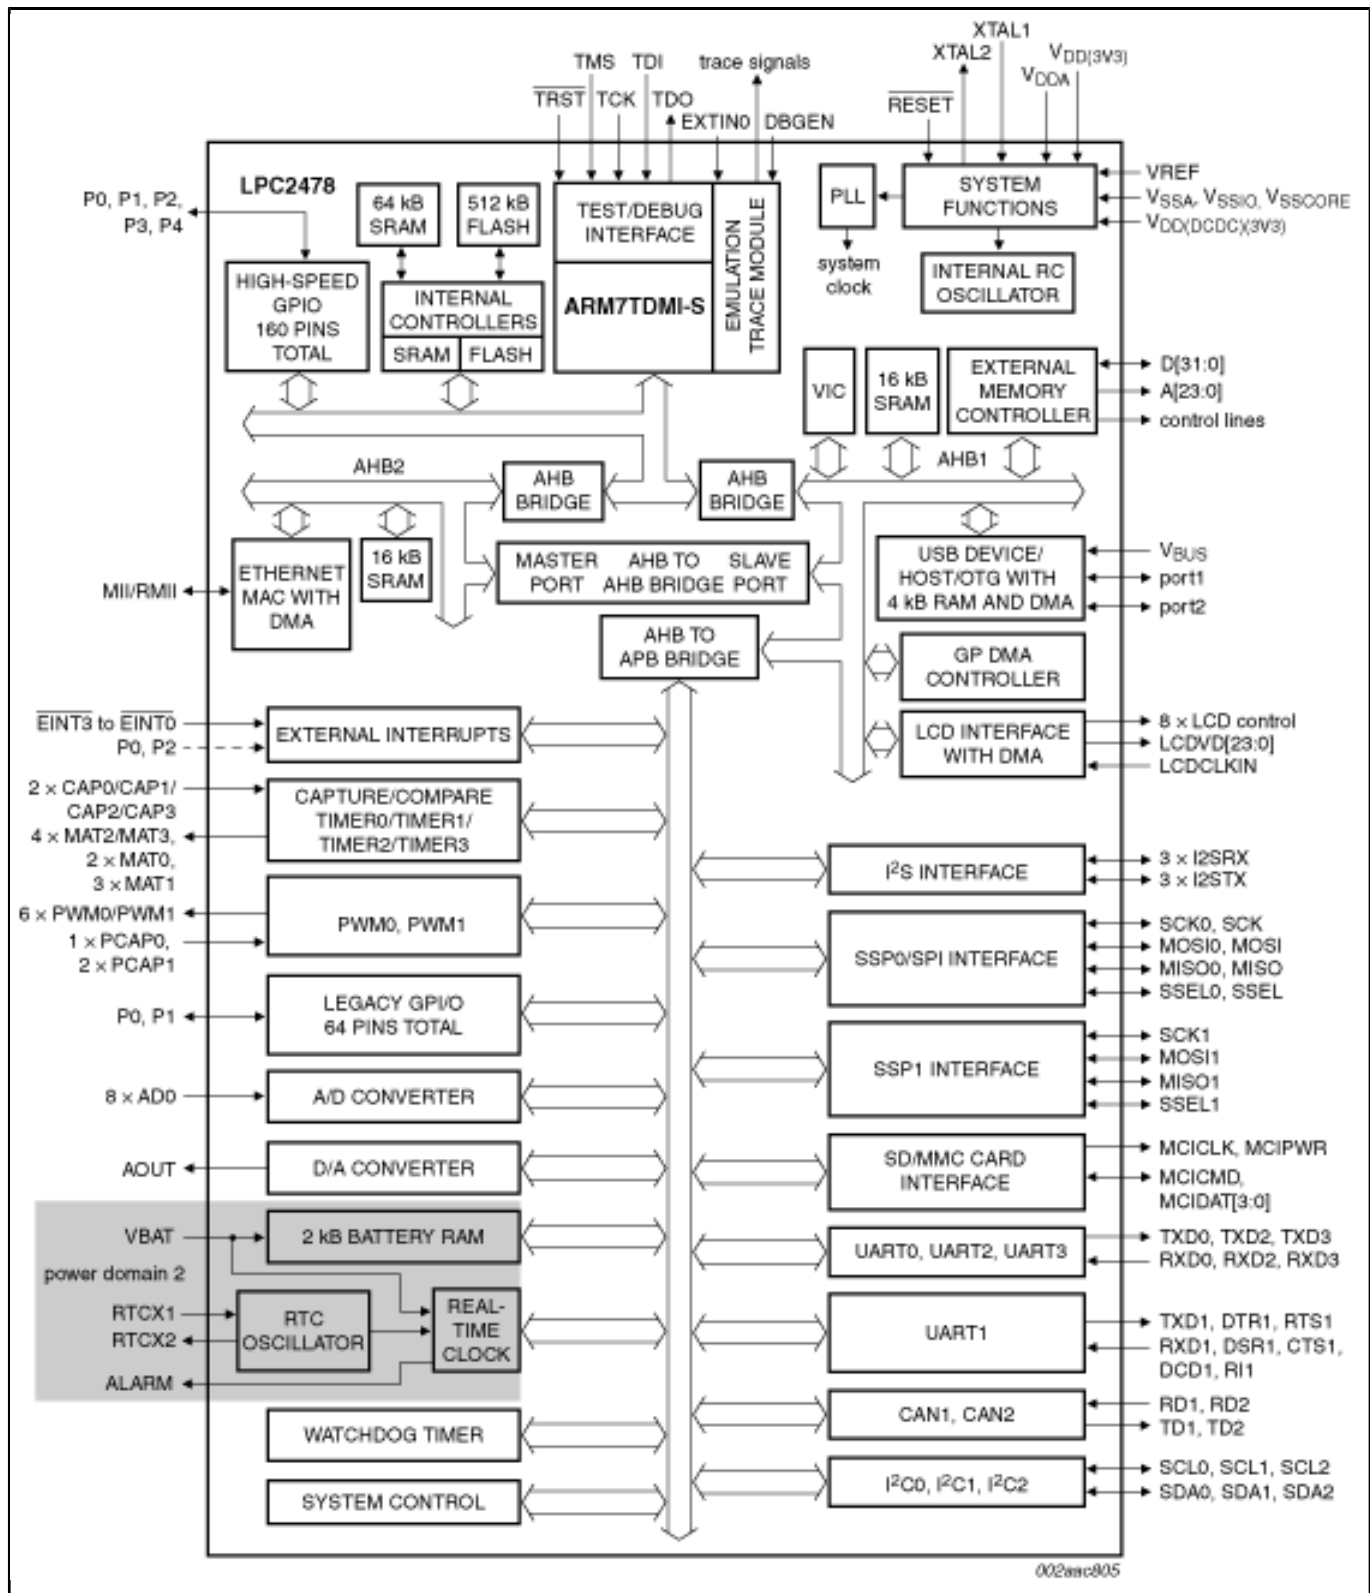 XTAL1
XTAL2
VDD(3V3)
VDDA
TMS TDI
trace signals
TRST TCK TDO
EXTIN0 DBGEN
RESET
LPC2478
P0, P1, P2,
P3, P4
64 kB
SRAM
512 kB
FLASH
TEST/DEBUG
INTERFACE
EMULATION
TRACE MODULE
PLL
SYSTEM
FUNCTIONS
VREF
VSSA, VSSIO, VSSCORE
VDD(DCDC)(3V3)
system
clock
HIGH-SPEED
GPIO
160 PINS
TOTAL
INTERNAL
CONTROLLERS
SRAM FLASH
ARM7TDMI-S
INTERNAL RC
OSCILLATOR
VIC
16 kB
SRAM
EXTERNAL
MEMORY
CONTROLLER
D[31:0]
A[23:0]
control lines
AHB2
AHB
BRIDGE
AHB
BRIDGE
AHB1
MII/RMII
ETHERNET
MAC WITH
DMA
16 kB
SRAM
MASTER
PORT
AHB TO
AHB BRIDGE
SLAVE
PORT
USB DEVICE/
HOST/OTG WITH
4 kB RAM AND DMA
VBUS
port1
port2
AHB TO
APB BRIDGE
GP DMA
CONTROLLER
LCD INTERFACE
WITH DMA
8 × LCD control
LCDVD[23:0]
LCDCLKIN
EINT3 to EINT0
P0, P2
EXTERNAL INTERRUPTS
2 × CAP0/CAP1/
CAP2/CAP3
4 × MAT2/MAT3,
2 × MAT0,
3 × MAT1
CAPTURE/COMPARE
TIMER0/TIMER1/
TIMER2/TIMER3
6 × PWM0/PWM1
1 × PCAP0,
2 × PCAP1
PWM0, PWM1
P0, P1
LEGACY GPI/O
64 PINS TOTAL
8 × AD0
A/D CONVERTER
AOUT
D/A CONVERTER
VBAT
2 kB BATTERY RAM
power domain 2
RTCX1
RTCX2
RTC
OSCILLATOR
REAL-
TIME
CLOCK
ALARM
WATCHDOG TIMER
SYSTEM CONTROL
I²S INTERFACE
3 × I2SRX
3 × I2STX
SSP0/SPI INTERFACE
SCK0, SCK
MOSI0, MOSI
MISO0, MISO
SSEL0, SSEL
SSP1 INTERFACE
SCK1
MOSI1
MISO1
SSEL1
SD/MMC CARD
INTERFACE
MCICLK, MCIPWR
MCICMD,
MCIDAT[3:0]
UART0, UART2, UART3
TXD0, TXD2, TXD3
RXD0, RXD2, RXD3
UART1
TXD1, DTR1, RTS1
RXD1, DSR1, CTS1,
DCD1, RI1
CAN1, CAN2
RD1, RD2
TD1, TD2
I²C0, I²C1, I²C2
SCL0, SCL1, SCL2
SDA0, SDA1, SDA2
002aac805